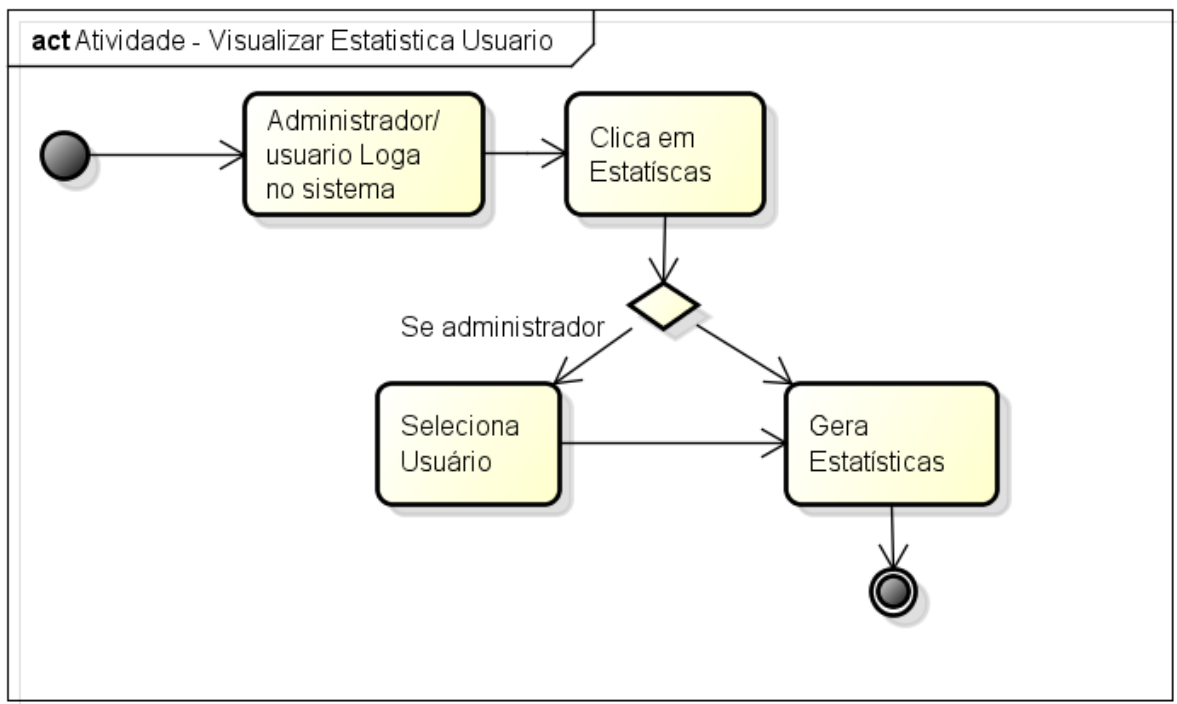 act Atividade - Visualizar Estatistica Usuario
Administrador/
usuario Loga
no sistema
Clica em
Estatíscas
Se administrador
Seleciona
Usuário
Gera
Estatísticas